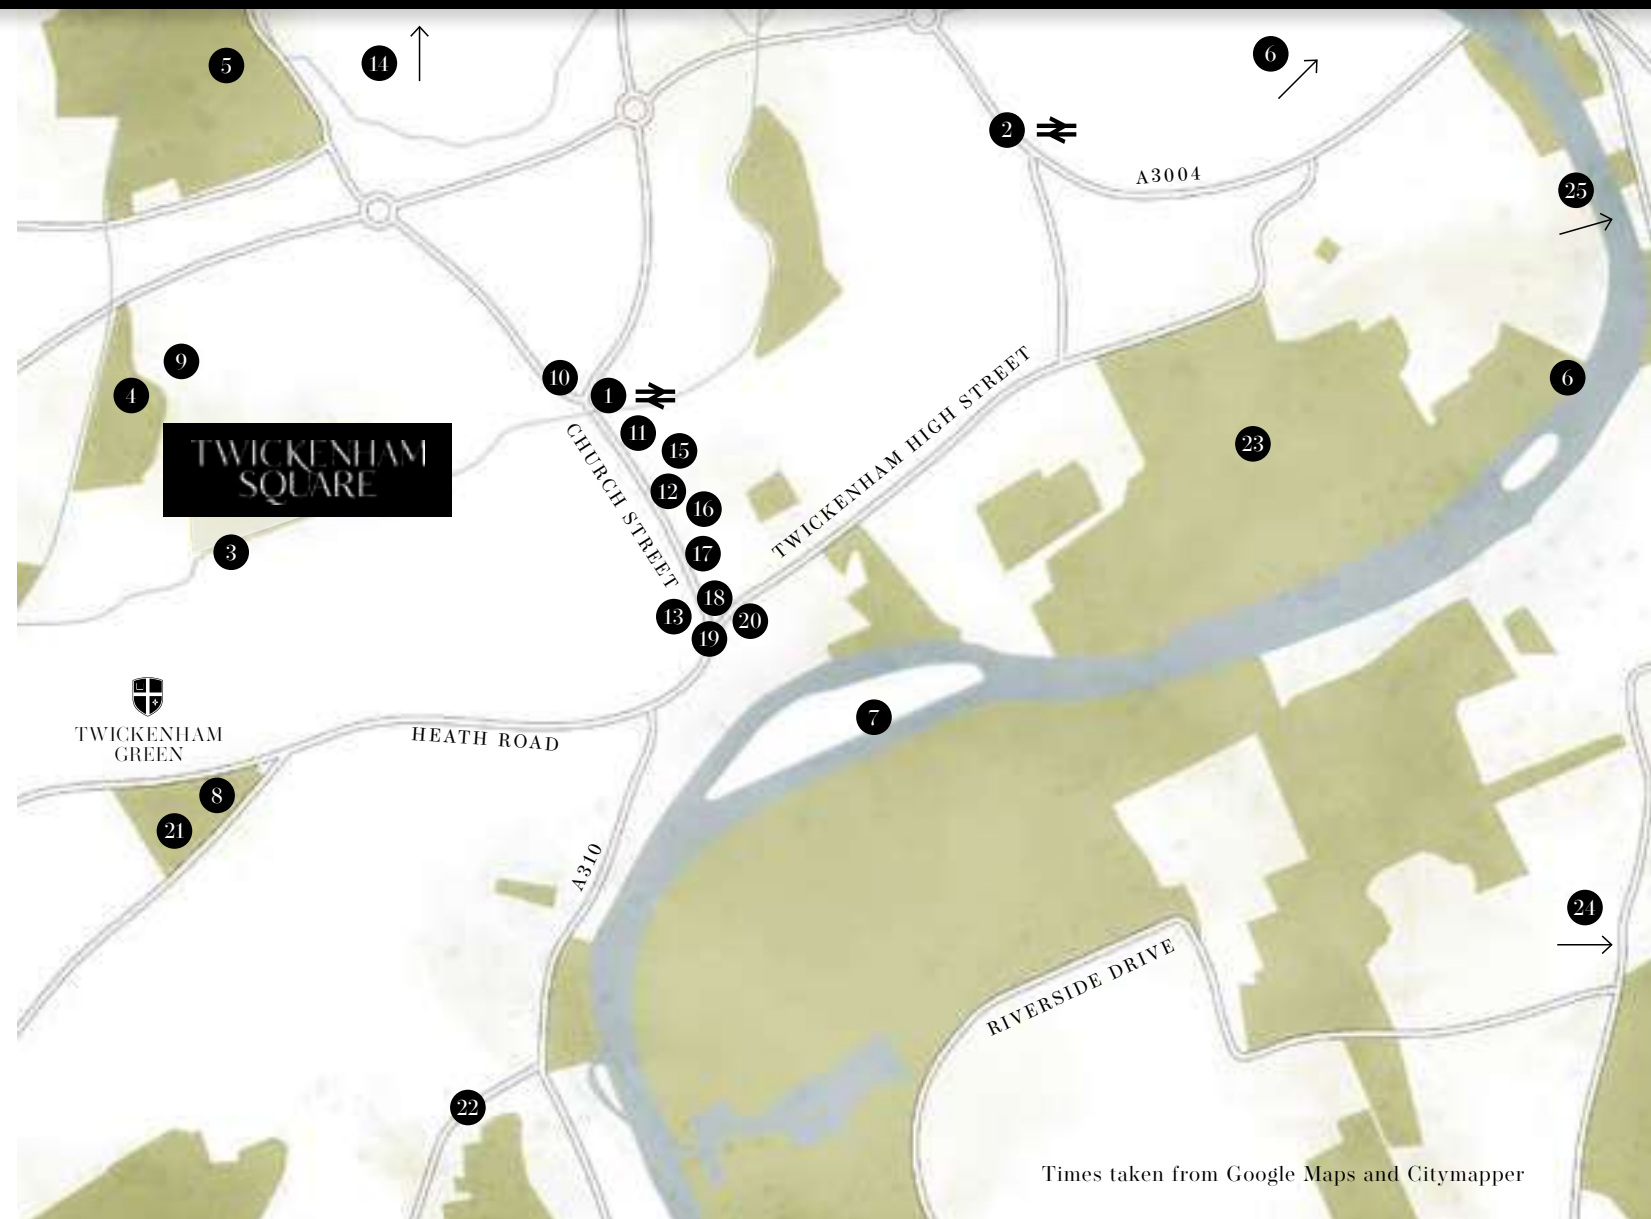 5
14
6
2
A3004
25
9
4
10
1
6
11
15
23
TWICKENHAM
SQUARE
12
16
CHURCH STREET
TWICKENHAM HIGH STREET
3
17
18
13
20
19
7
TWICKENHAM
GREEN
HEATH ROAD
8
21
A310
24
RIVERSIDE DRIVE
22
Times taken from Google Maps and Citymapper